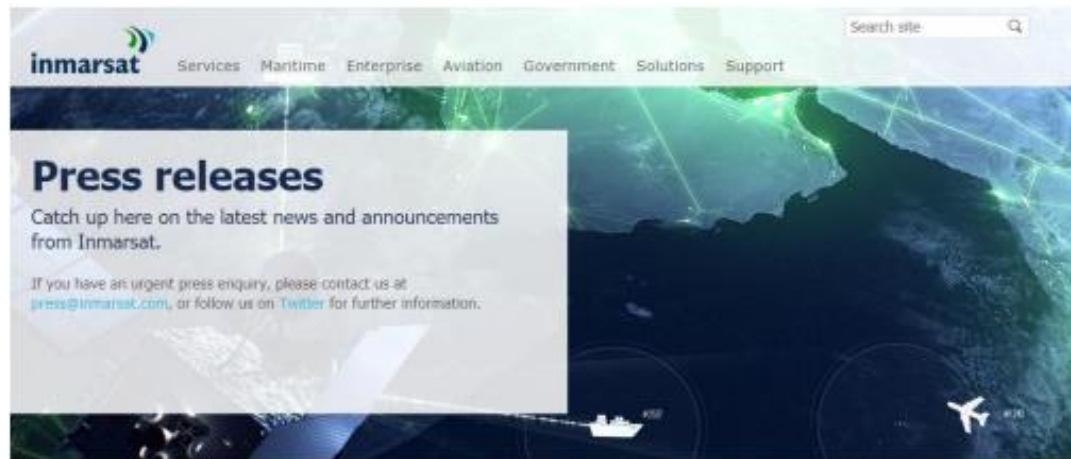 Search site
inmarsat
Services Maritime Enterprise Aviation Government Solutions Support
Press releases
Catch up here on the latest news and announcements
from Inmarsat.
If you have an urgent press enquiry, please contact us at
press@inmarsat.com, or follow us on Twitter for further information.